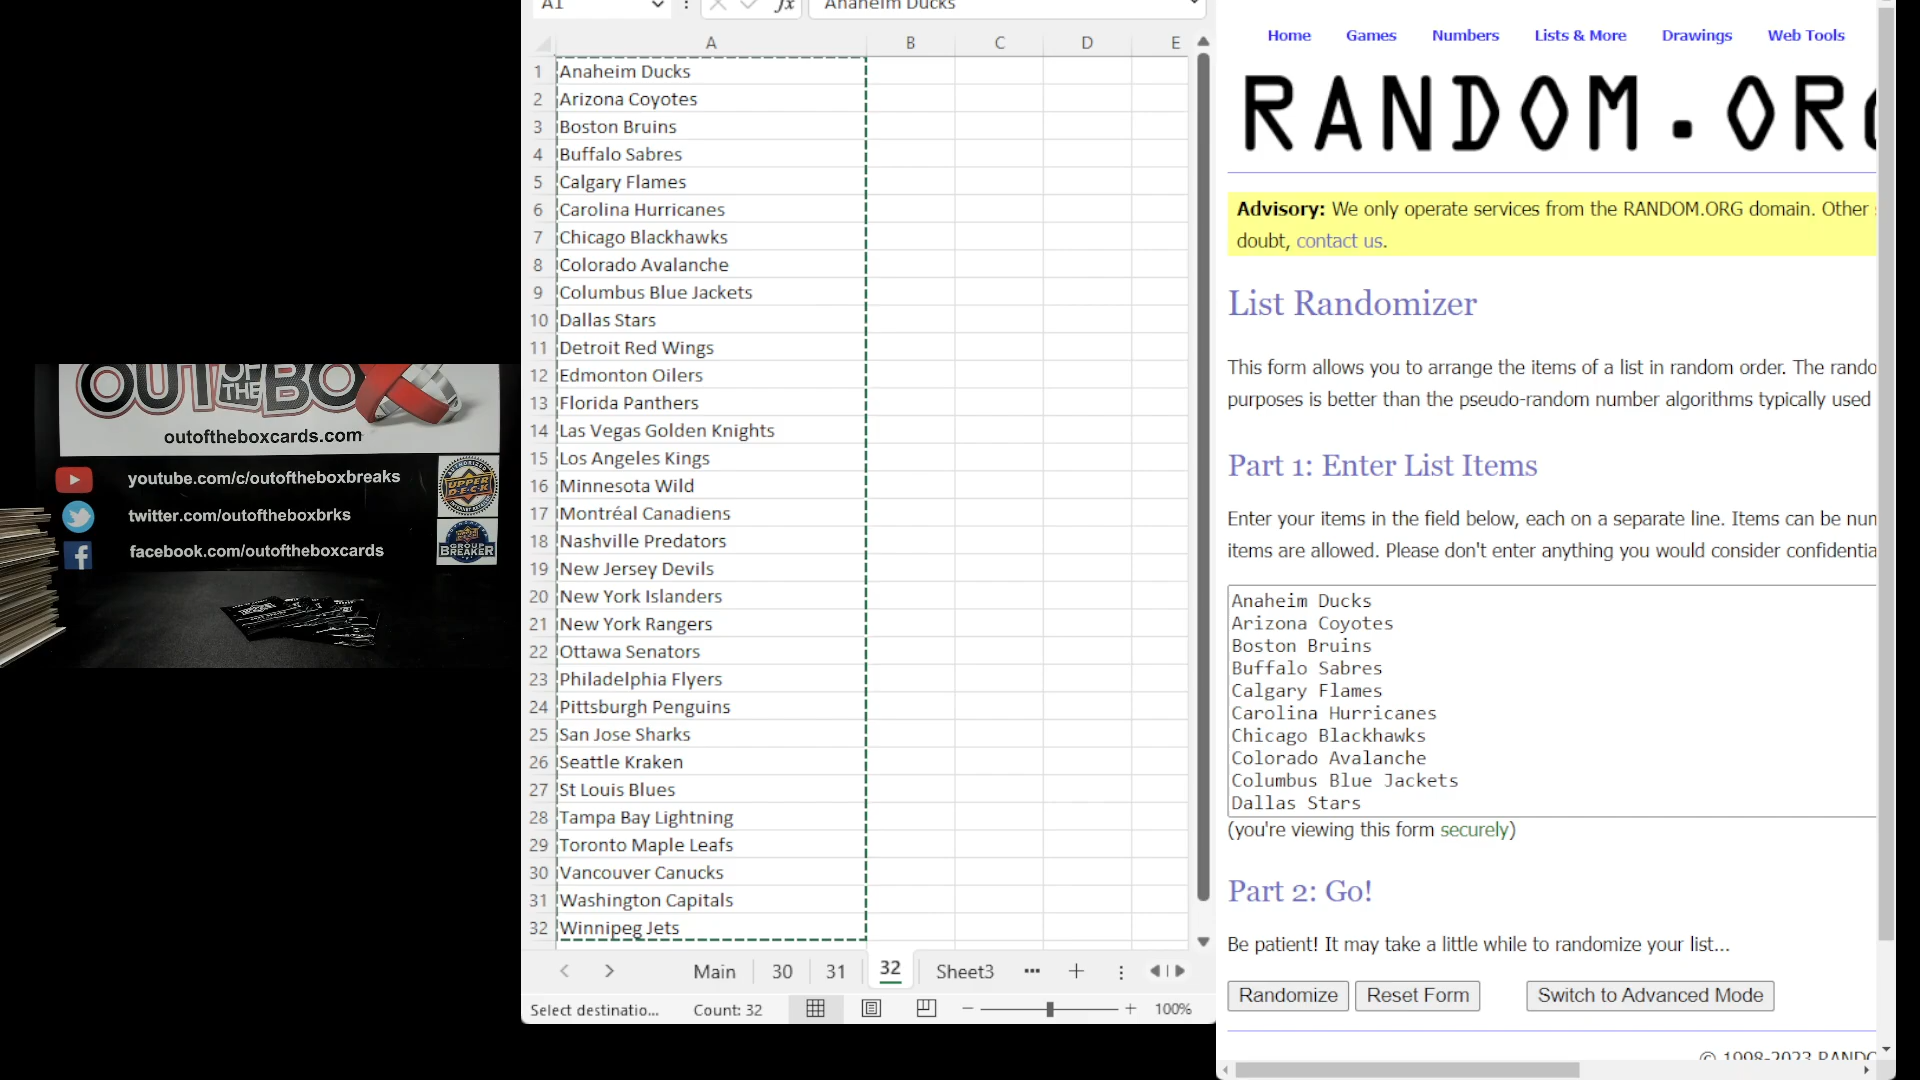 OUT OF THE BO
outoftheboxcards.com
youtube.com/c/outoftheboxbreaks
twitter.com/outoftheboxbrks
facebook.com/outoftheboxcards
UPPER DECK
GROUP BREAKER
A1
fx
Anaheim Ducks
A B C D E
1 Anaheim Ducks
2 Arizona Coyotes
3 Boston Bruins
4 Buffalo Sabres
5 Calgary Flames
6 Carolina Hurricanes
7 Chicago Blackhawks
8 Colorado Avalanche
9 Columbus Blue Jackets
10 Dallas Stars
11 Detroit Red Wings
12 Edmonton Oilers
13 Florida Panthers
14 Las Vegas Golden Knights
15 Los Angeles Kings
16 Minnesota Wild
17 Montréal Canadiens
18 Nashville Predators
19 New Jersey Devils
20 New York Islanders
21 New York Rangers
22 Ottawa Senators
23 Philadelphia Flyers
24 Pittsburgh Penguins
25 San Jose Sharks
26 Seattle Kraken
27 St Louis Blues
28 Tampa Bay Lightning
29 Toronto Maple Leafs
30 Vancouver Canucks
31 Washington Capitals
32 Winnipeg Jets
Main 30 31 32 Sheet3 ...
Select destinatio... Count: 32 100%
Home Games Numbers Lists & More Drawings Web Tools
RANDOM.ORG
Advisory: We only operate services from the RANDOM.ORG domain. Other
doubt, contact us.
List Randomizer
This form allows you to arrange the items of a list in random order. The rando
purposes is better than the pseudo-random number algorithms typically used
Part 1: Enter List Items
Enter your items in the field below, each on a separate line. Items can be nun
items are allowed. Please don't enter anything you would consider confidentia
Anaheim Ducks
Arizona Coyotes
Boston Bruins
Buffalo Sabres
Calgary Flames
Carolina Hurricanes
Chicago Blackhawks
Colorado Avalanche
Columbus Blue Jackets
Dallas Stars
(you're viewing this form securely)
Part 2: Go!
Be patient! It may take a little while to randomize your list...
Randomize Reset Form Switch to Advanced Mode
© 1998-2023 RANDO